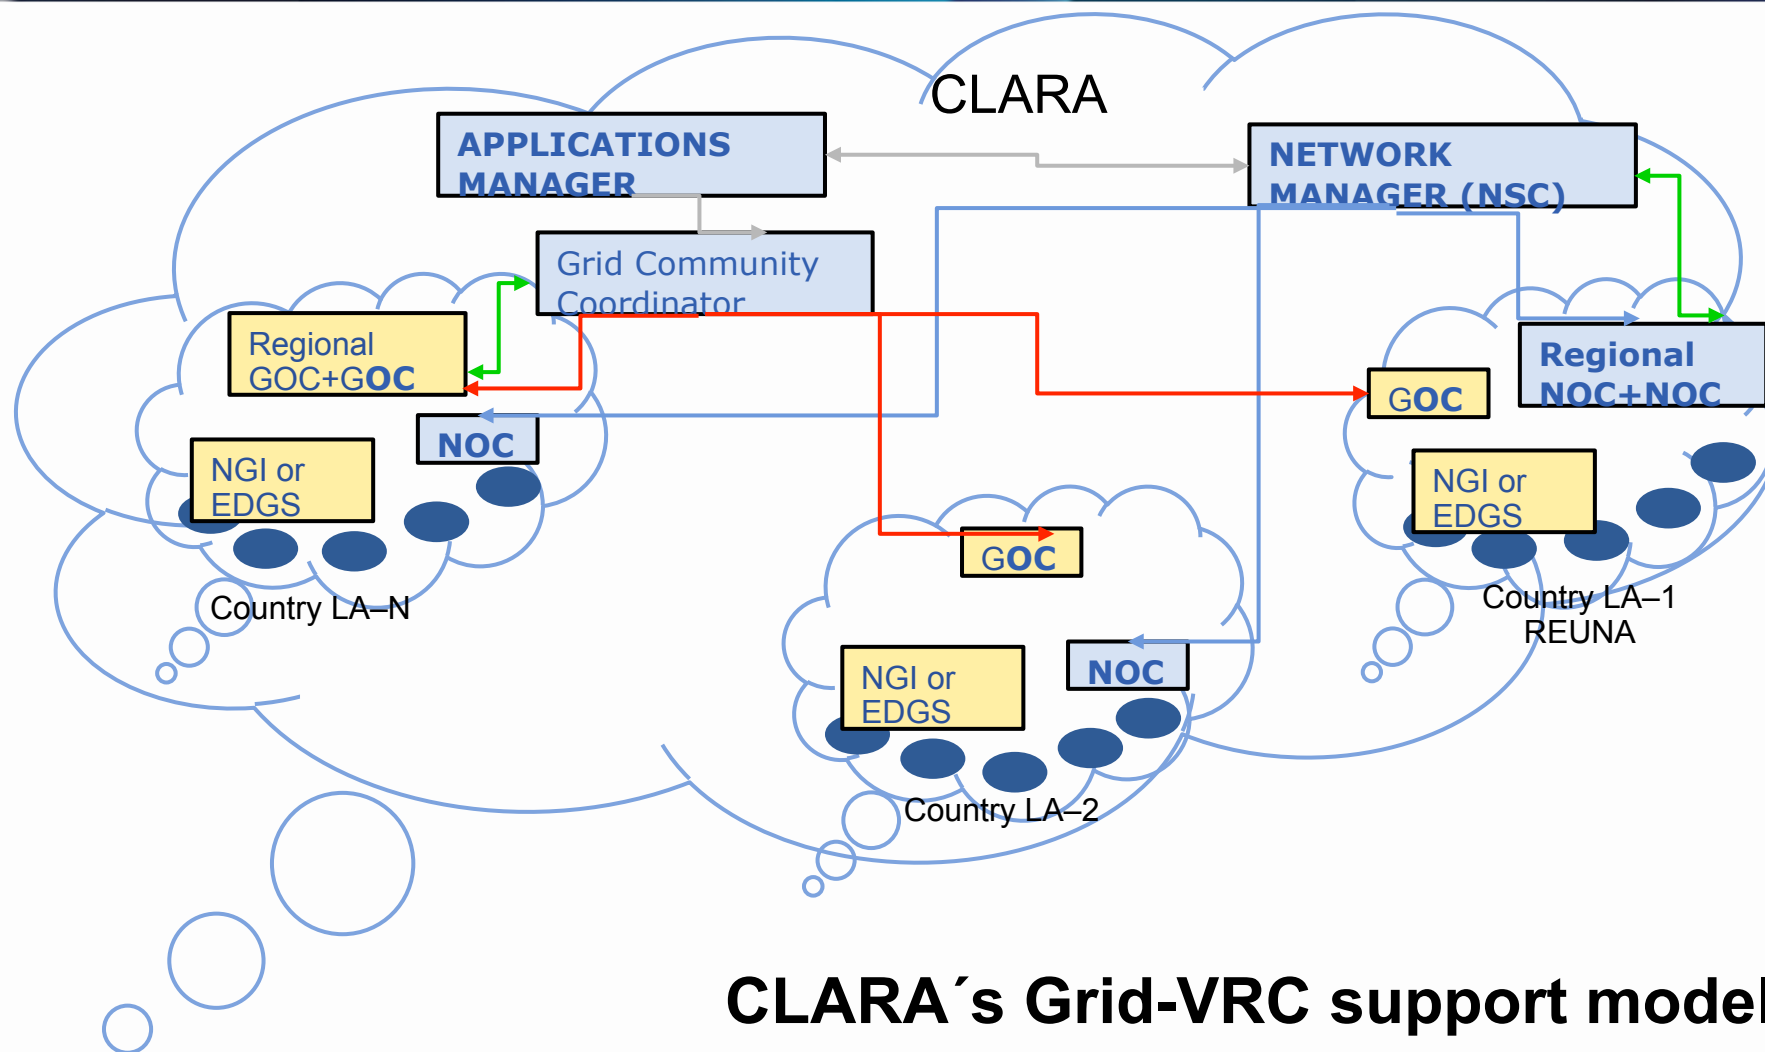 CLARA
APPLICATIONS
MANAGER
NETWORK
MANAGER (NSC)
Grid Community
Coordinator
Regional
GOC+GOC
NOC
NGI or
EDGS
Country LA–N
GOC
Regional
NOC+NOC
NGI or
EDGS
Country LA–1
REUNA
GOC
NOC
NGI or
EDGS
Country LA–2
CLARA´s Grid-VRC support model